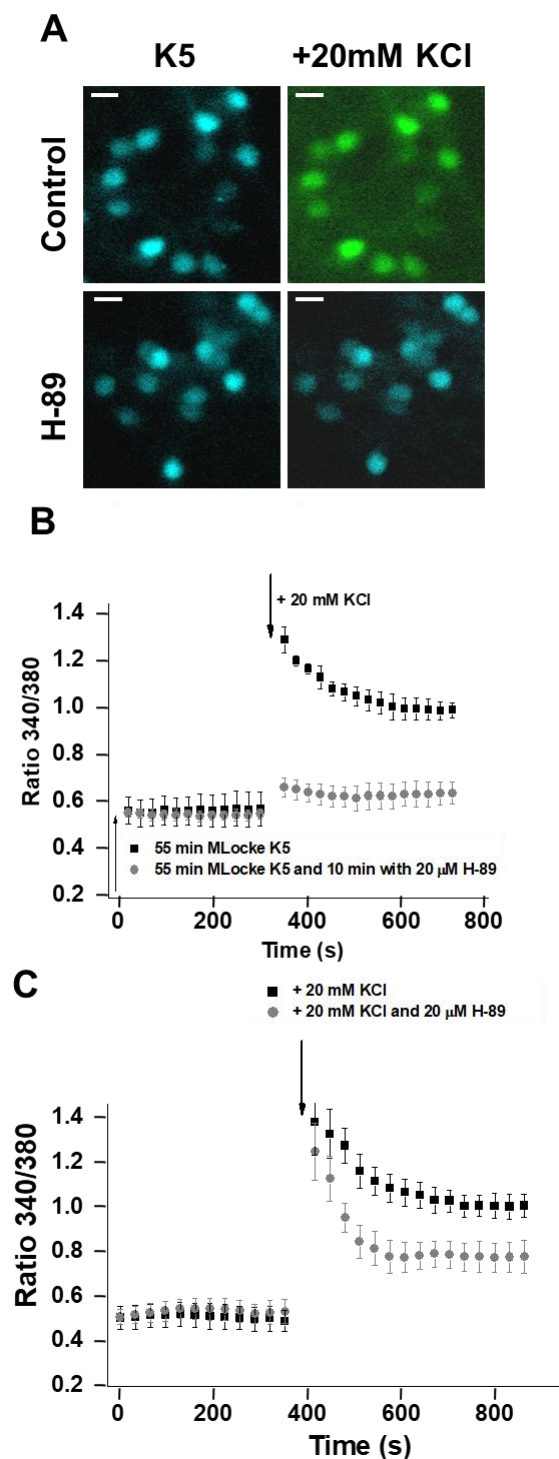 A
K5 +20mM KCl
Control
H-89
B
+ 20 mM KCl
1.4
1.2
1.0
0.8
0.6
0.4
0.2
Ratio 340/380
55 min MLocke K5
55 min MLocke K5 and 10 min with 20 μM H-89
0 200 400 600 800
Time (s)
C
+ 20 mM KCl
+ 20 mM KCl and 20 μM H-89
1.4
1.2
1.0
0.8
0.6
0.4
0.2
Ratio 340/380
0 200 400 600 800
Time (s)